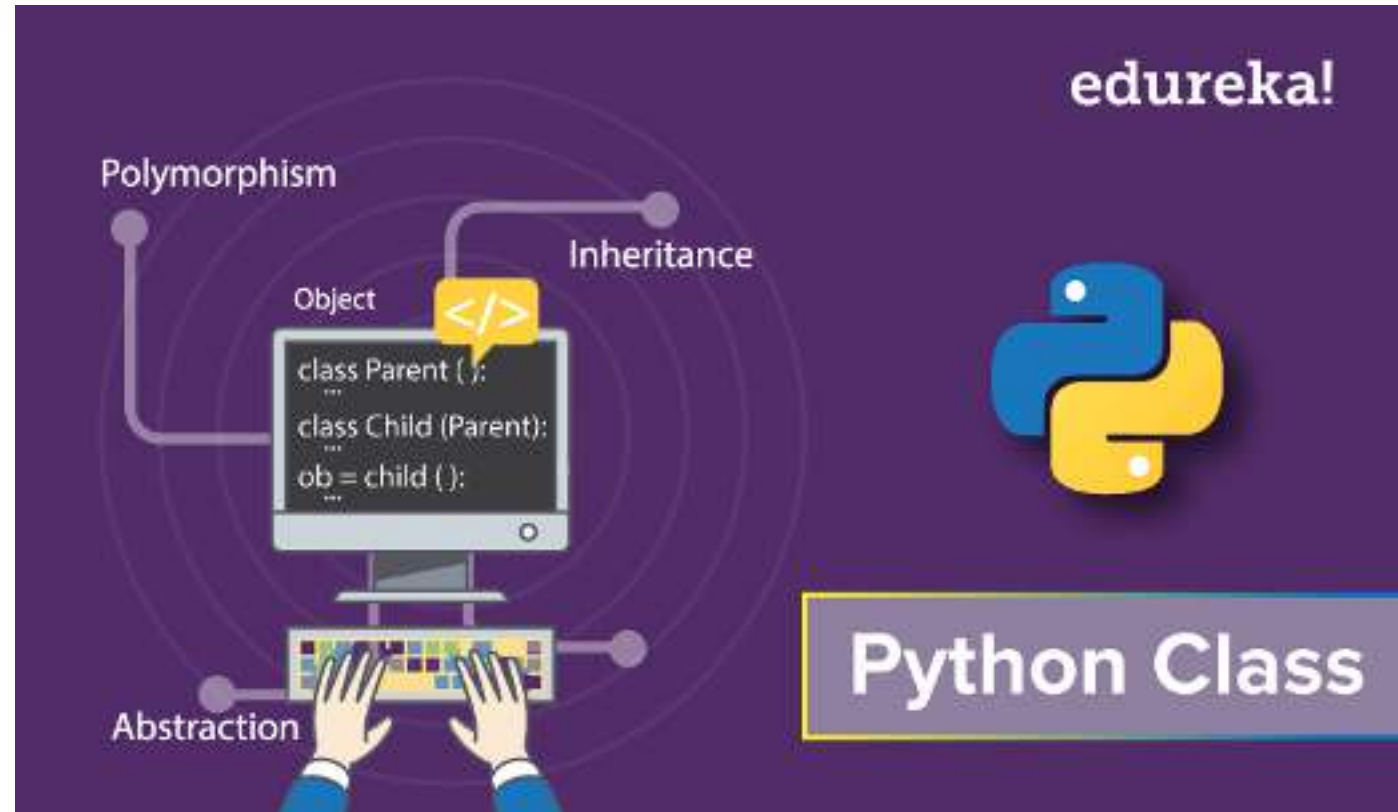 edureka!
Polymorphism
Inheritance
Object
</>
class Parent ( ):
...
class Child (Parent):
...
ob = child ( ):
...
Python Class
Abstraction